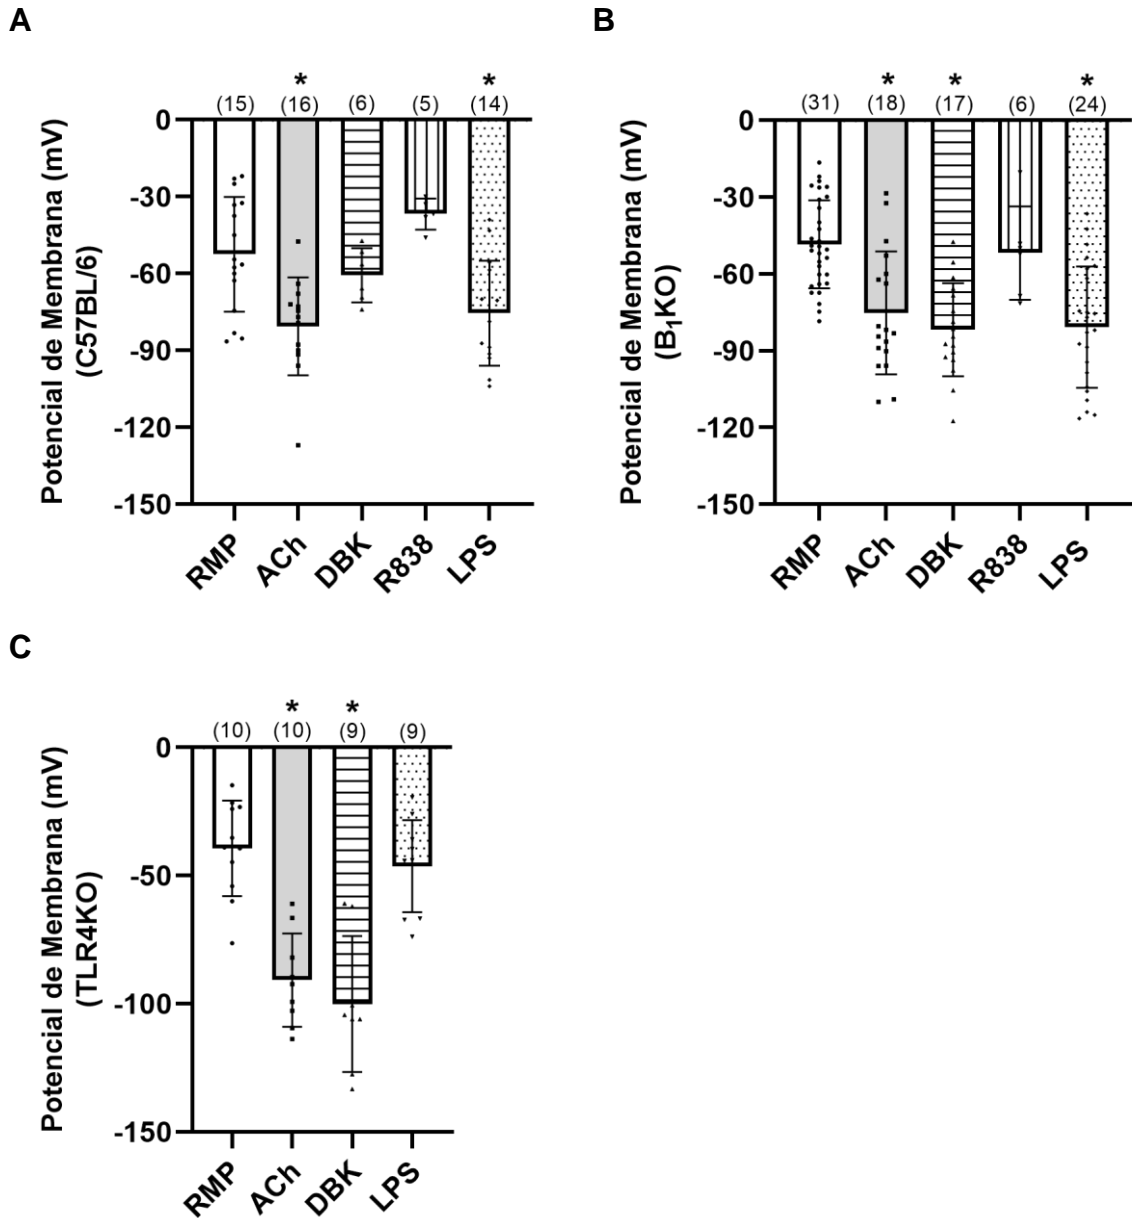 A
Potencial de Membrana (mV)
(C57BL/6)
* *
(15) (16) (6) (5) (14)
0
-30
-60
-90
-120
-150
RMP ACh DBK R838 LPS
B
Potencial de Membrana (mV)
(B₁KO)
* * *
(31) (18) (17) (6) (24)
0
-30
-60
-90
-120
-150
RMP ACh DBK R838 LPS
C
Potencial de Membrana (mV)
(TLR4KO)
* *
(10) (10) (9) (9)
0
-50
-100
-150
RMP ACh DBK LPS